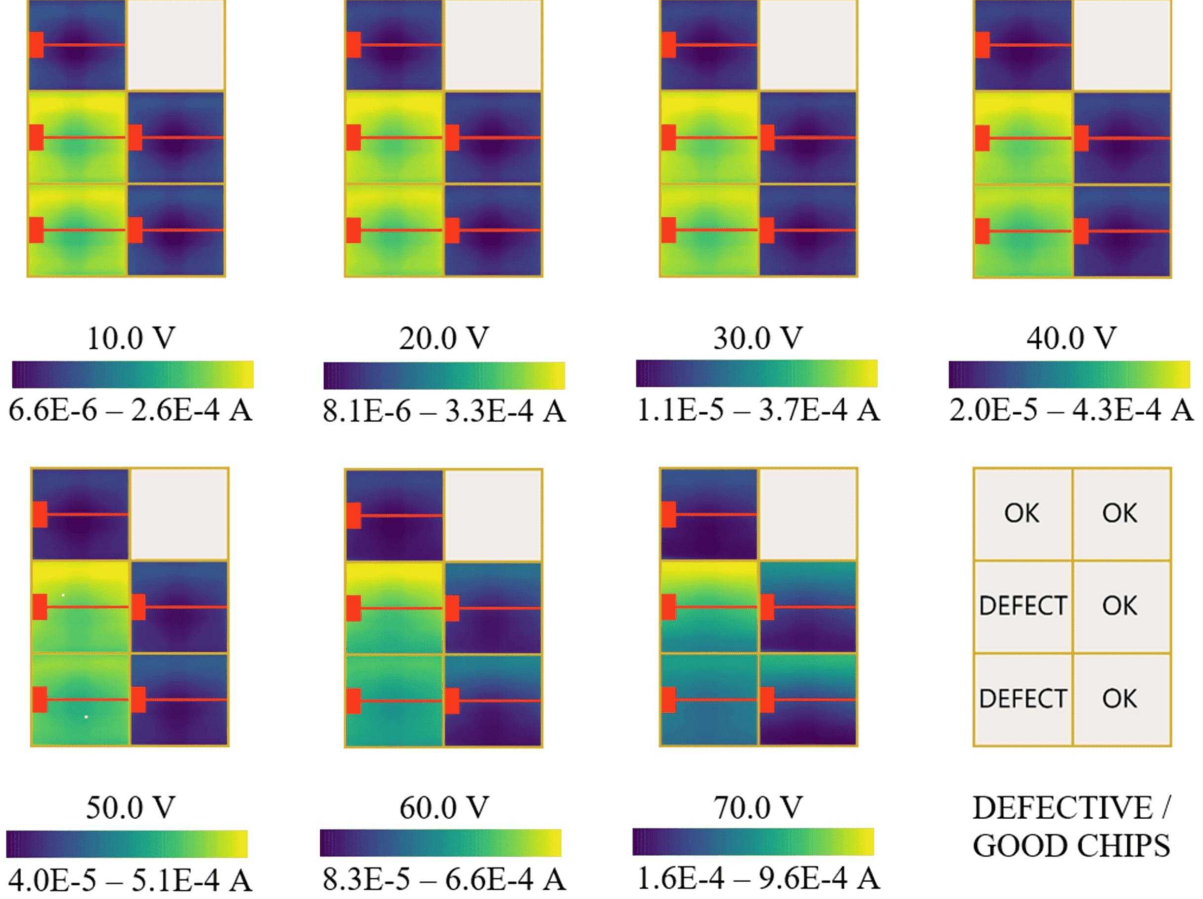 10.0 V
20.0 V
30.0 V
40.0 V
6.6E-6 – 2.6E-4 A
8.1E-6 – 3.3E-4 A
1.1E-5 – 3.7E-4 A
2.0E-5 – 4.3E-4 A
OK OK
DEFECT OK
DEFECT OK
50.0 V
60.0 V
70.0 V
4.0E-5 – 5.1E-4 A
8.3E-5 – 6.6E-4 A
1.6E-4 – 9.6E-4 A
DEFECTIVE /
GOOD CHIPS